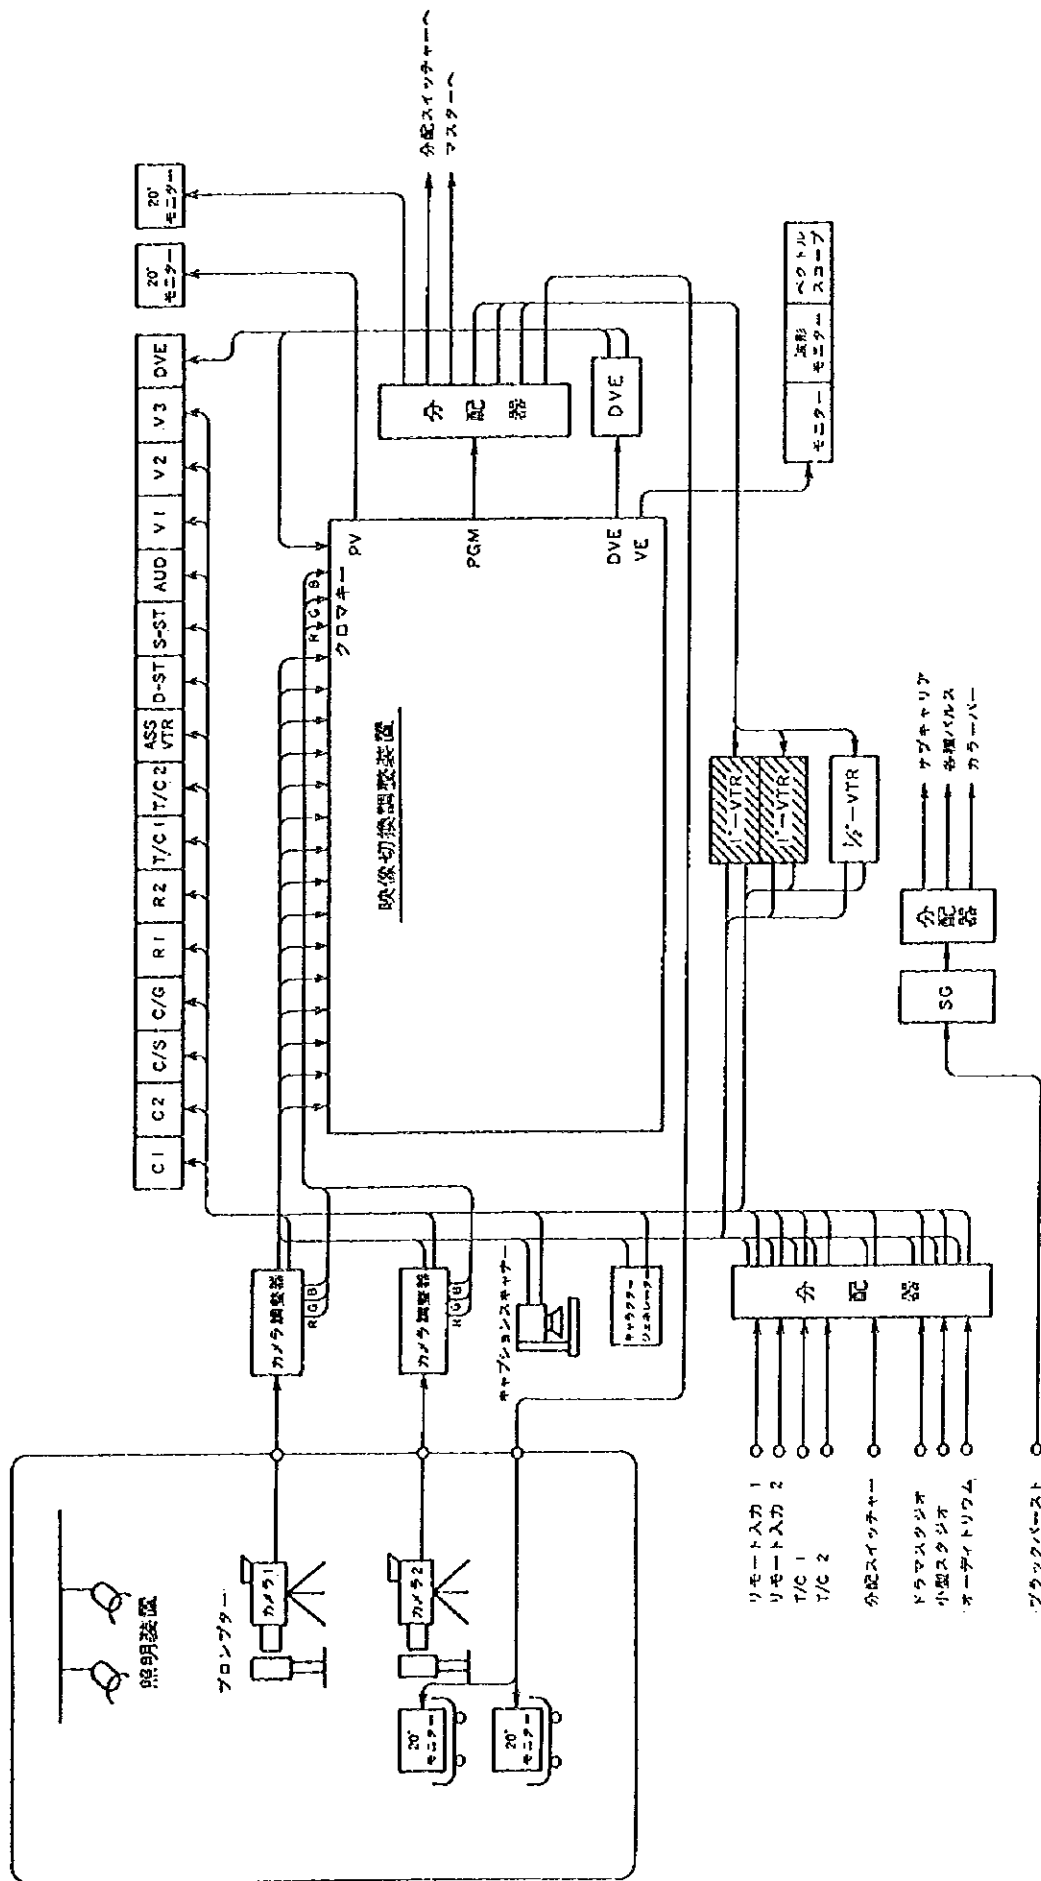 C1
C2
C/S
C/G
R1
R2
T/C 1
T/C 2
ASS
VTR
D-ST
S-ST
AUD
V1
V2
V3
DVE
20"
モニター
20"
モニター
照明装置
プロンプター
カメラ1
カメラ2
20"
モニター
20"
モニター
カメラ調整器
R G B
カメラ調整器
R G B
キャプションスキャナー
キャラクター
ジェネレーター
映像切換調整装置
R G B
クロマキー
PV
PGM
DVE
VE
分配器
DVE
分配スイッチャーへ
マスターへ
モニター
波形
モニター
ベクトル
スコープ
1"-VTR
1"-VTR
1/2"-VTR
リモート入力 1
リモート入力 2
T/C 1
T/C 2
分配スイッチャー
ドラマスタジオ
小型スタジオ
オーディトリウム
ブラックバースト
分配器
SG
分配器
サブキャリア
各種パルス
カラーバー